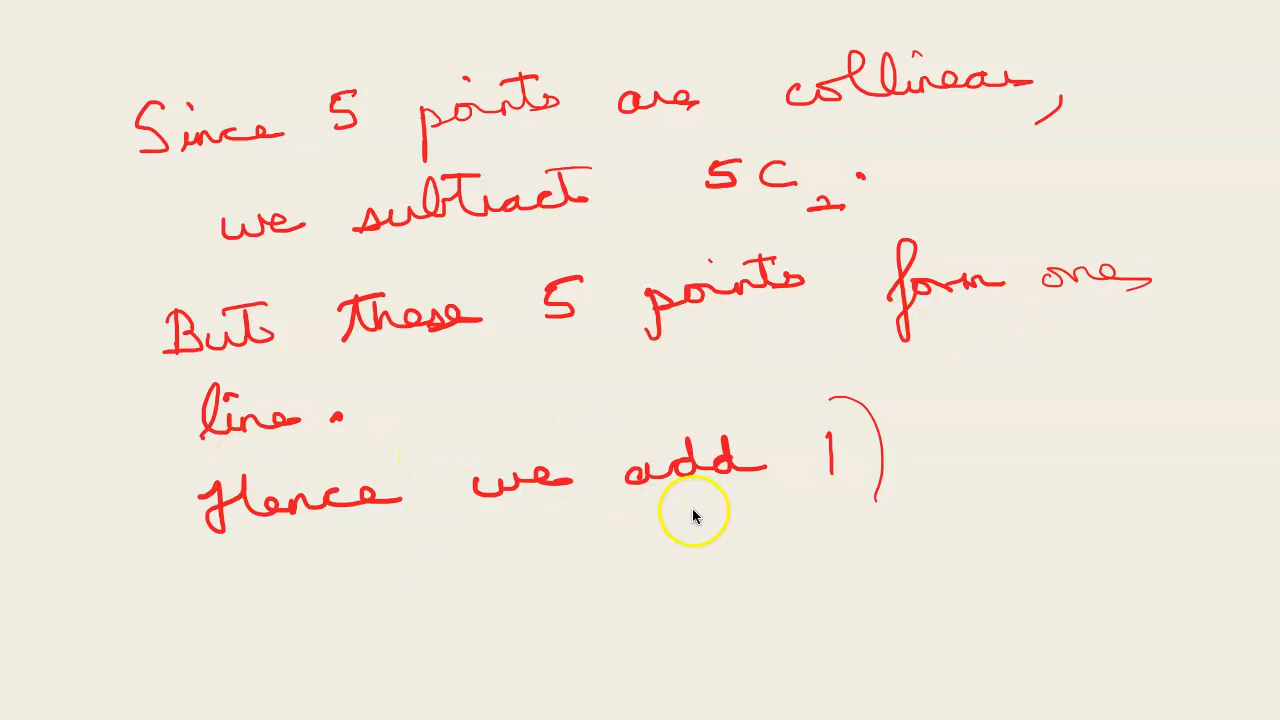 Since 5 points are collinear,
we subtract 5C₂.
But these 5 points form one
line.
Hence we add 1)